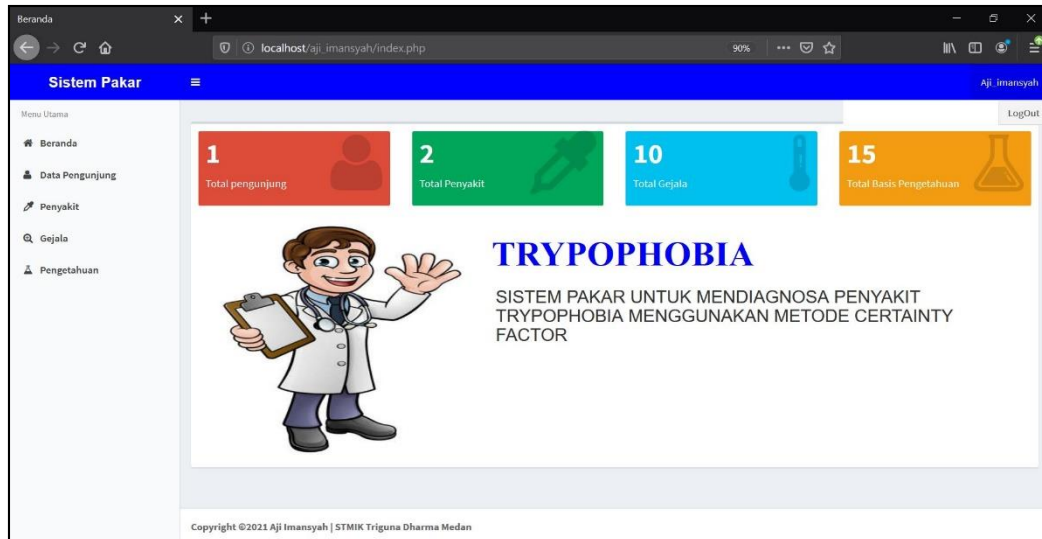 Beranda
localhost/aji_imansyah/index.php
90%
Sistem Pakar
Aji_imansyah
Menu Utama
LogOut
Beranda
Data Pengunjung
Penyakit
Gejala
Pengetahuan
1
Total pengunjung
2
Total Penyakit
10
Total Gejala
15
Total Basis Pengetahuan
TRYPOPHOBIA
SISTEM PAKAR UNTUK MENDIAGNOSA PENYAKIT
TRYPOPHOBIA MENGGUNAKAN METODE CERTAINTY
FACTOR
Copyright ©2021 Aji Imansyah | STMIK Triguna Dharma Medan